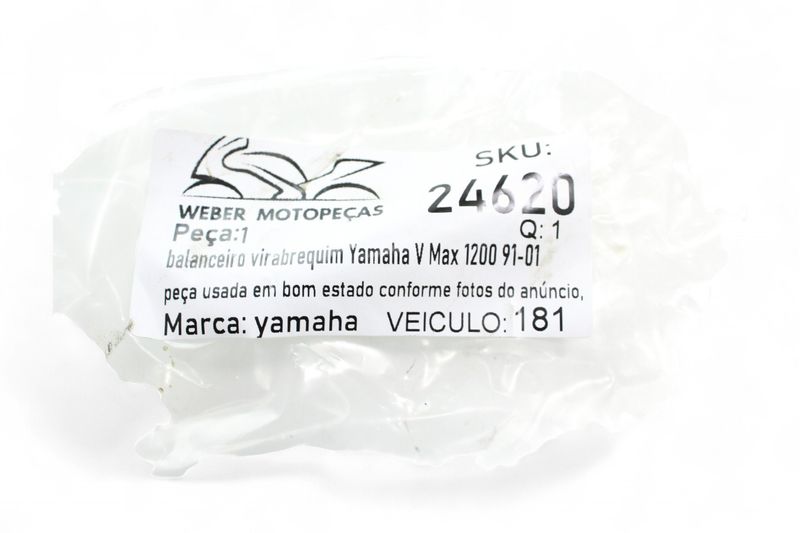 SKU:
24620
WEBER MOTOPEÇAS
Peça:1
Q: 1
balanceiro virabrequim Yamaha V Max 1200 91-01
peça usada em bom estado conforme fotos do anúncio,
Marca: yamaha VEICULO: 181